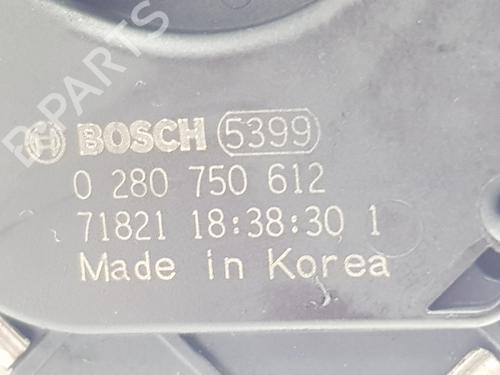 BOSCH 5399
0 280 750 612
71821 18:38:30 1
Made in Korea
B-PARTS